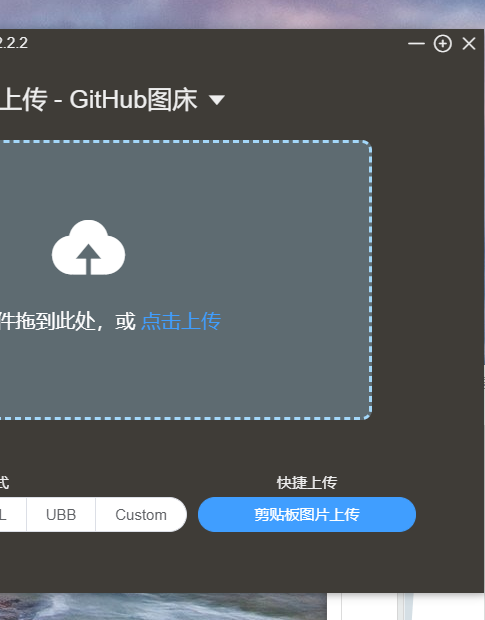 2.2.2
上传 - GitHub图床
件拖到此处，或 点击上传
式
快捷上传
L
UBB
Custom
剪贴板图片上传